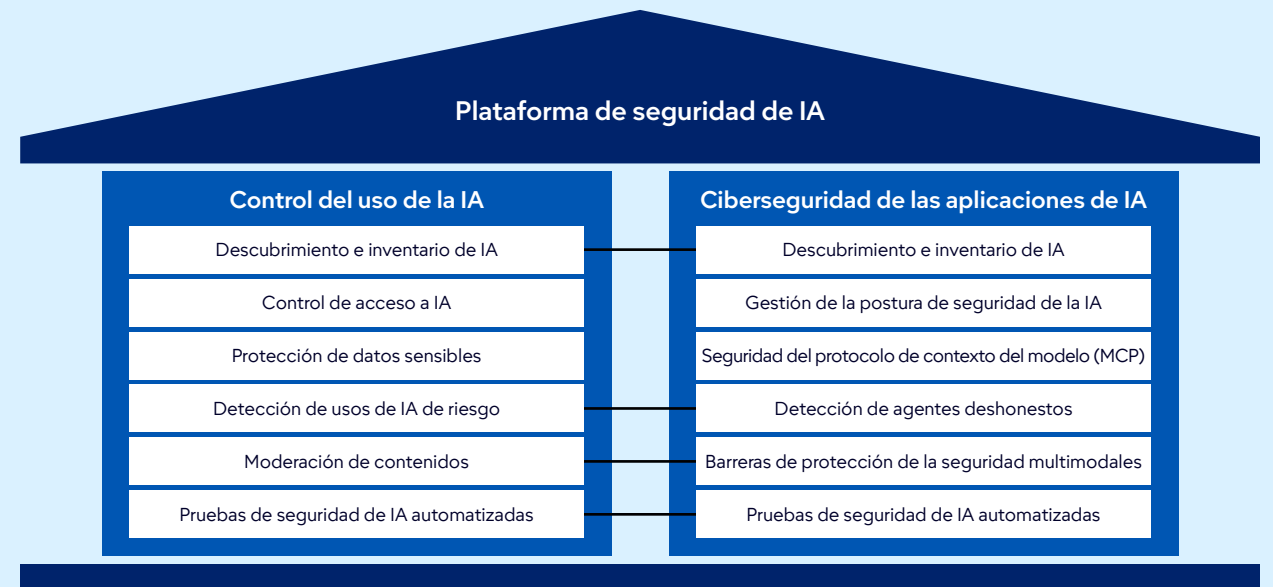 Plataforma de seguridad de IA
Control del uso de la IA
Descubrimiento e inventario de IA
Control de acceso a IA
Protección de datos sensibles
Detección de usos de IA de riesgo
Moderación de contenidos
Pruebas de seguridad de IA automatizadas
Ciberseguridad de las aplicaciones de IA
Descubrimiento e inventario de IA
Gestión de la postura de seguridad de la IA
Seguridad del protocolo de contexto del modelo (MCP)
Detección de agentes deshonestos
Barreras de protección de la seguridad multimodales
Pruebas de seguridad de IA automatizadas